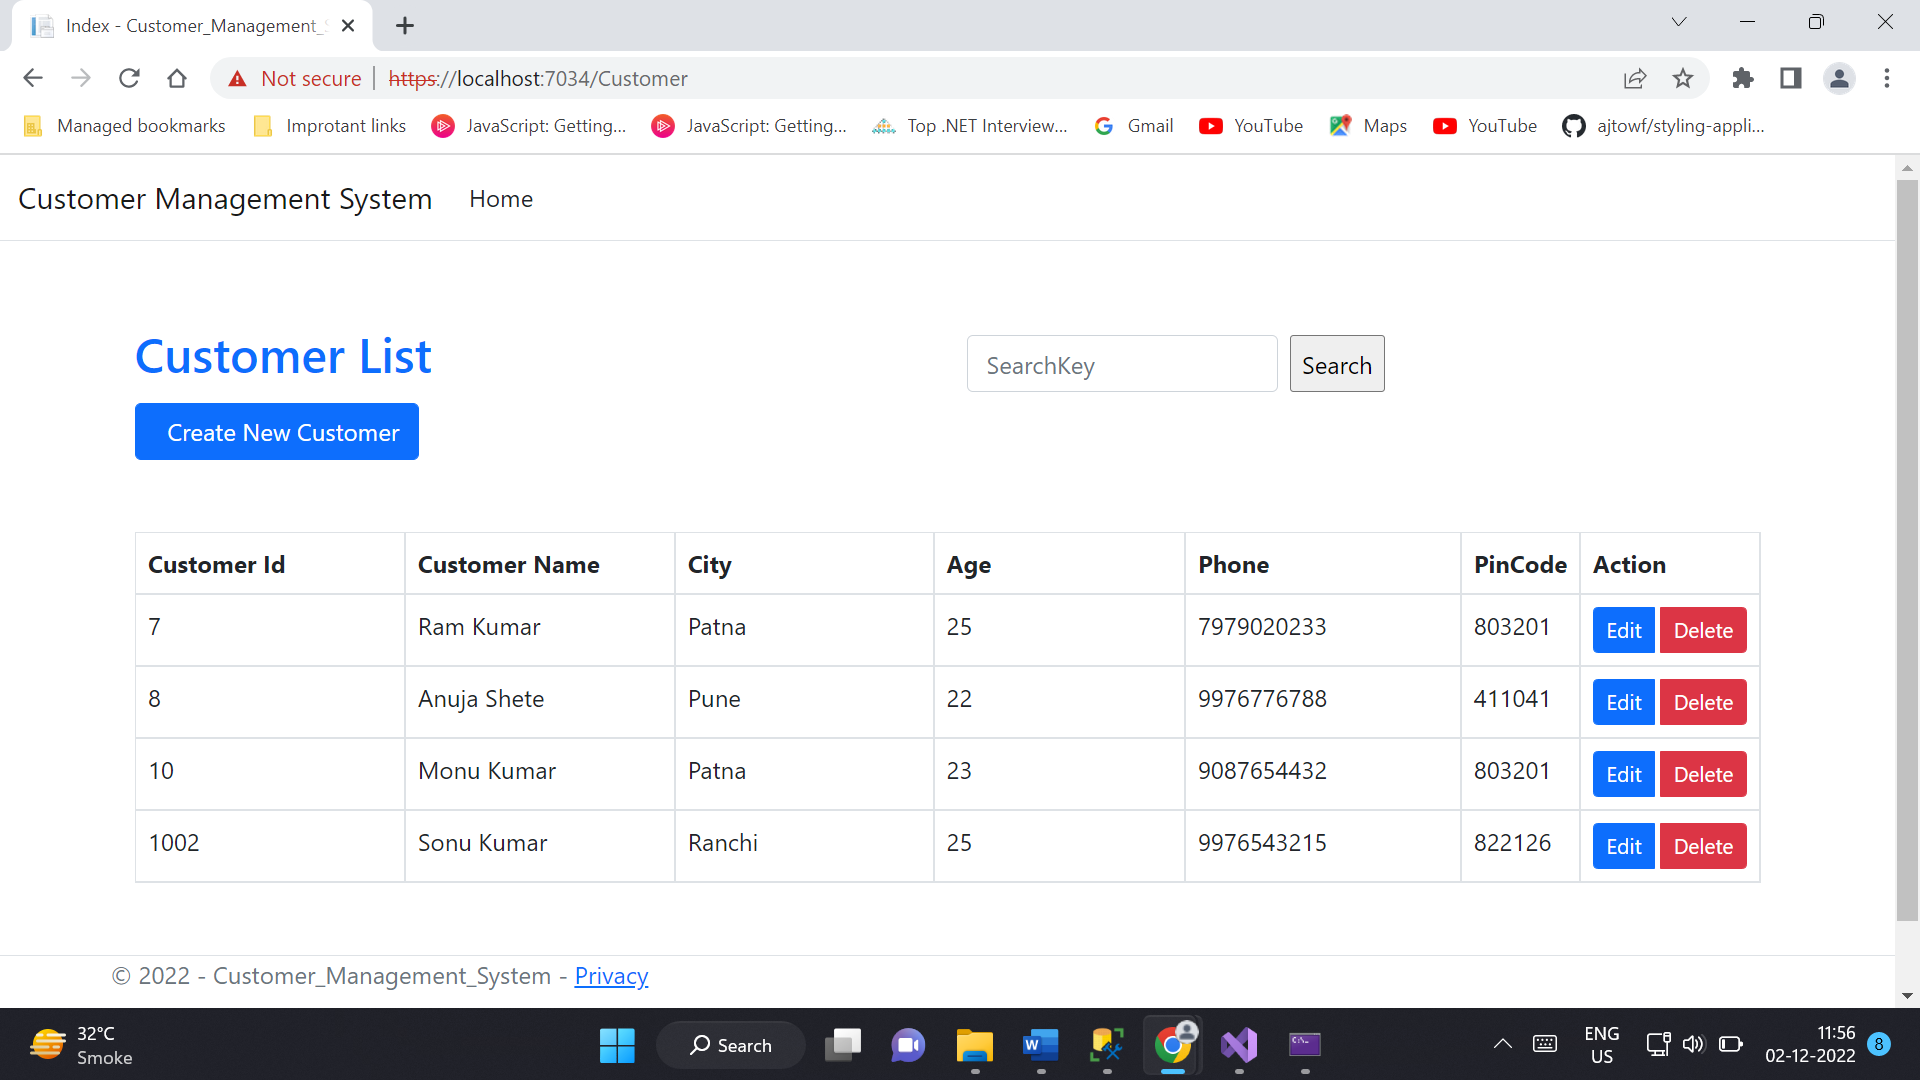 Index - Customer_Management_S
Not secure https://localhost:7034/Customer
Managed bookmarks Improtant links JavaScript: Getting... JavaScript: Getting... Top .NET Interview... Gmail YouTube Maps YouTube ajtowf/styling-appli...
Customer Management System Home
Customer List SearchKey Search
Create New Customer
Customer Id Customer Name City Age Phone PinCode Action
7 Ram Kumar Patna 25 7979020233 803201 Edit Delete
8 Anuja Shete Pune 22 9976776788 411041 Edit Delete
10 Monu Kumar Patna 23 9087654432 803201 Edit Delete
1002 Sonu Kumar Ranchi 25 9976543215 822126 Edit Delete
© 2022 - Customer_Management_System - Privacy
32°C
Smoke
Search
ENG
US
11:56
02-12-2022
8